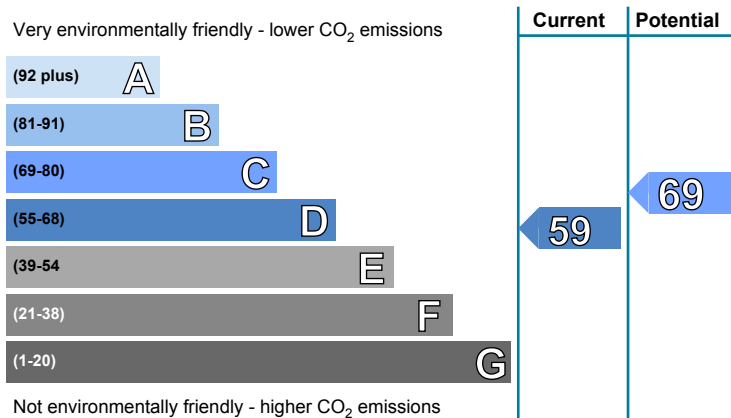 Very environmentally friendly - lower CO₂ emissions
Current
Potential
(92 plus) A
(81-91) B
(69-80) C
(55-68) D
(39-54 E
(21-38) F
(1-20) G
59
69
Not environmentally friendly - higher CO₂ emissions